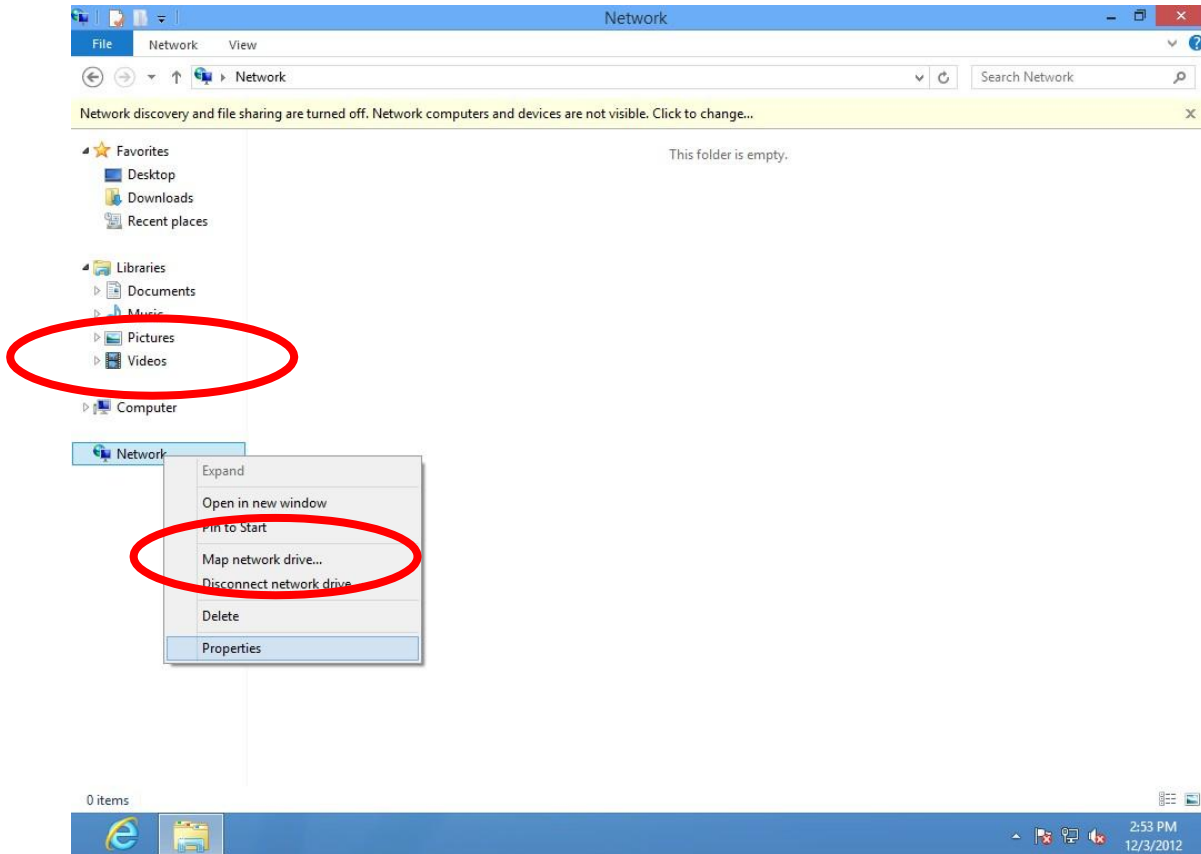 Network
File Network View
Network
Search Network
Network discovery and file sharing are turned off. Network computers and devices are not visible. Click to change...
Favorites
This folder is empty.
Desktop
Downloads
Recent places
Libraries
Documents
Music
Pictures
Videos
Computer
Network
Expand
Open in new window
Pin to Start
Map network drive...
Disconnect network drive...
Delete
Properties
0 items
2:53 PM
12/3/2012